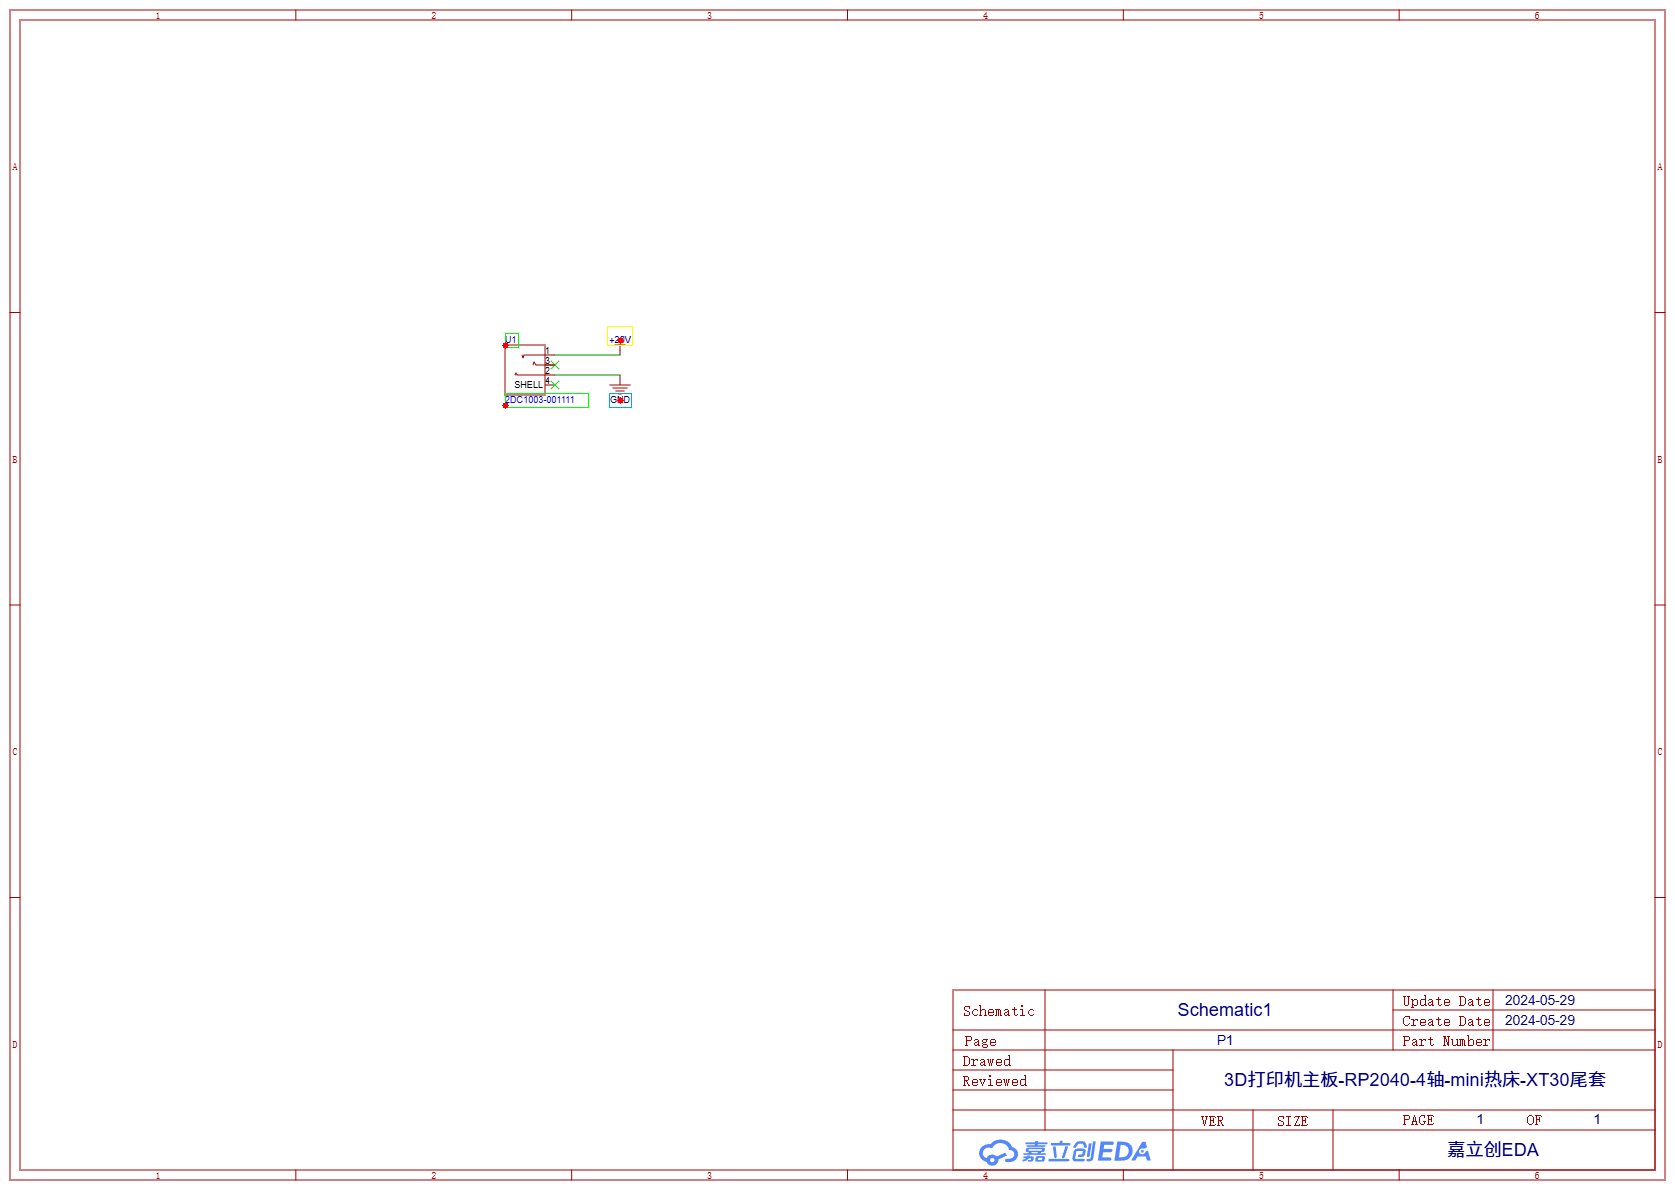 1 2 3 4 5 6
A A
U1
1
3
2
4
SHELL
2DC1003-001111
GND
B B
C C
Schematic Schematic1 Update Date 2024-05-29
Create Date 2024-05-29
Page P1 Part Number
D D
Drawed
Reviewed
3D打印机主板-RP2040-4轴-mini热床-XT30尾套
VER SIZE PAGE 1 OF 1
嘉立创EDA 嘉立创EDA
1 2 3 4 5 6